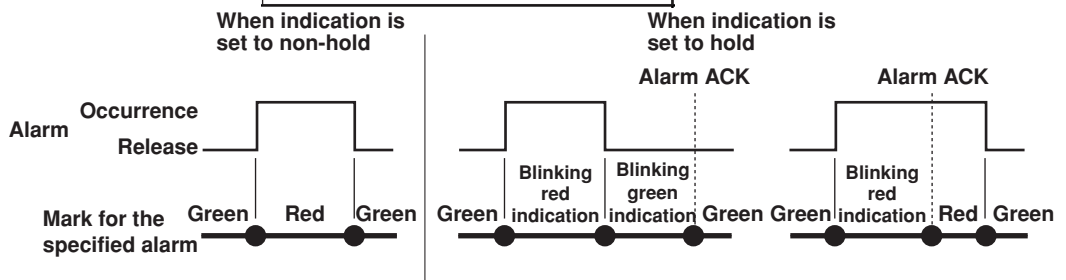 When indication is
set to non-hold
When indication is
set to hold
Alarm ACK
Alarm ACK
Alarm
Occurrence
Release
Blinking
red
indication
Blinking
green
indication
Blinking
red
indication
Mark for the
specified alarm
Green
Red
Green
Green
Green
Green
Red
Green